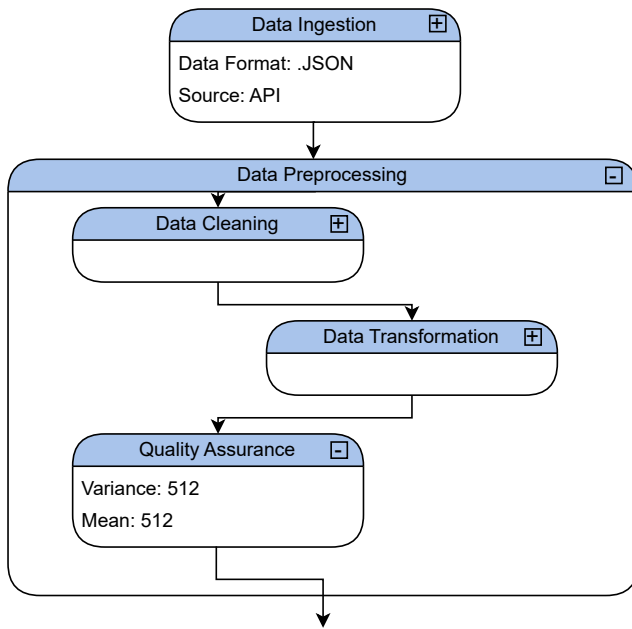 Data Ingestion +
Data Format: .JSON
Source: API
Data Preprocessing -
Data Cleaning +
Data Transformation +
Quality Assurance -
Variance: 512
Mean: 512